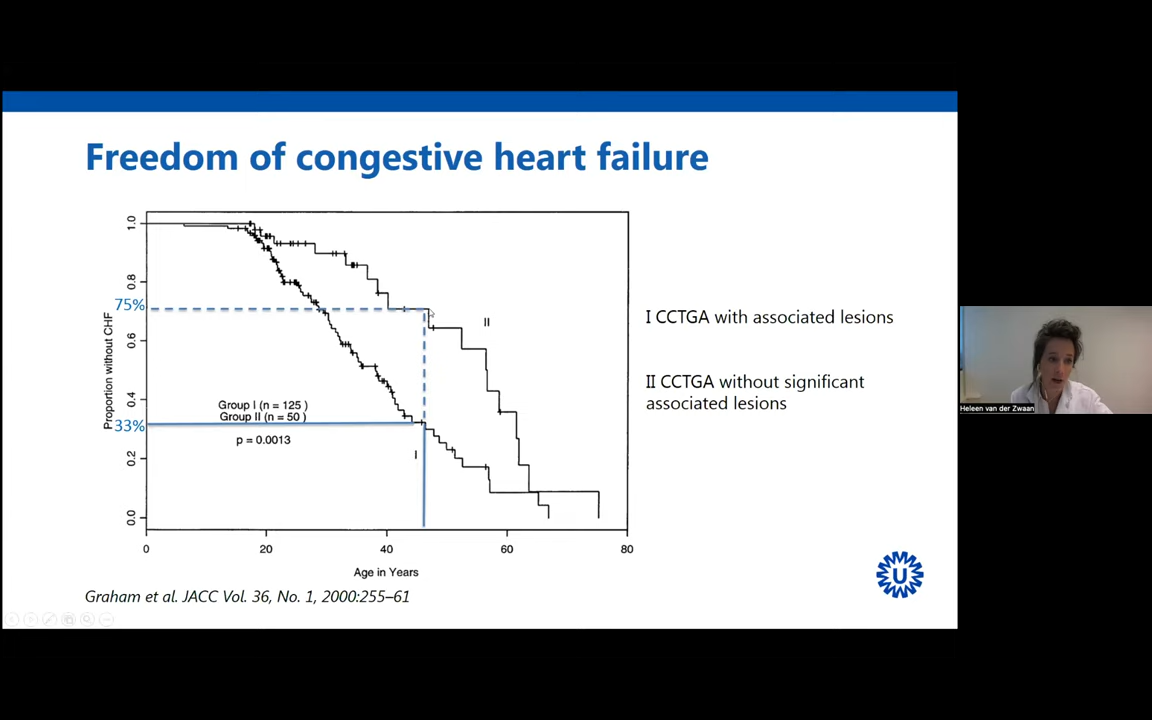 Freedom of congestive heart failure
1.0
0.8
75%
0.6
0.4
33%
0.2
0.0
Proportion without CHF
II
Group I (n = 125 )
Group II (n = 50 )
p = 0.0013
I
0 20 40 60 80
Age in Years
I CCTGA with associated lesions
II CCTGA without significant
associated lesions
Graham et al. JACC Vol. 36, No. 1, 2000:255–61
U
Heleen van der Zwaan